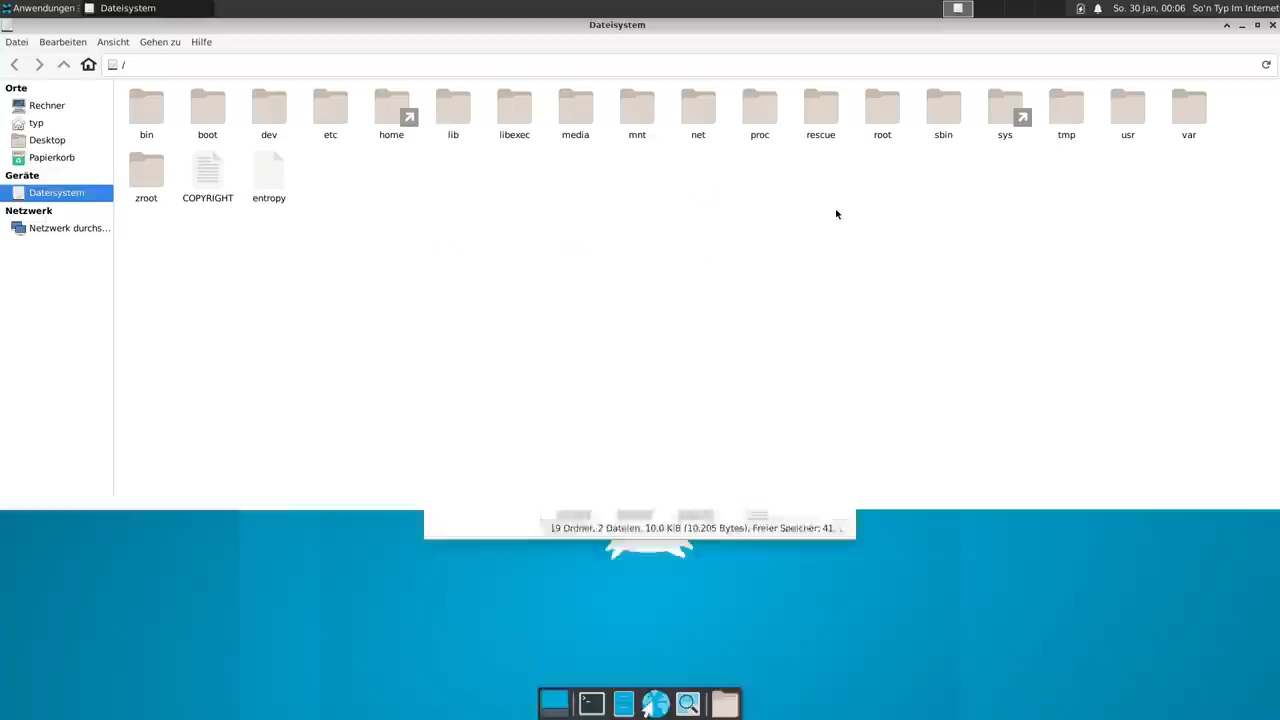 Anwendungen
Dateisystem
So. 30 Jan, 00:06
So'n Typ Im Internet
Dateisystem
Datei
Bearbeiten
Ansicht
Gehen zu
Hilfe
/
Orte
Rechner
typ
Desktop
Papierkorb
Geräte
Dateisystem
Netzwerk
Netzwerk durchs...
bin
boot
dev
etc
home
lib
libexec
media
mnt
net
proc
rescue
root
sbin
sys
tmp
usr
var
zroot
COPYRIGHT
entropy
19 Ordner, 2 Dateien, 10,0 KiB (10.205 Bytes), Freier Speicher: 41...